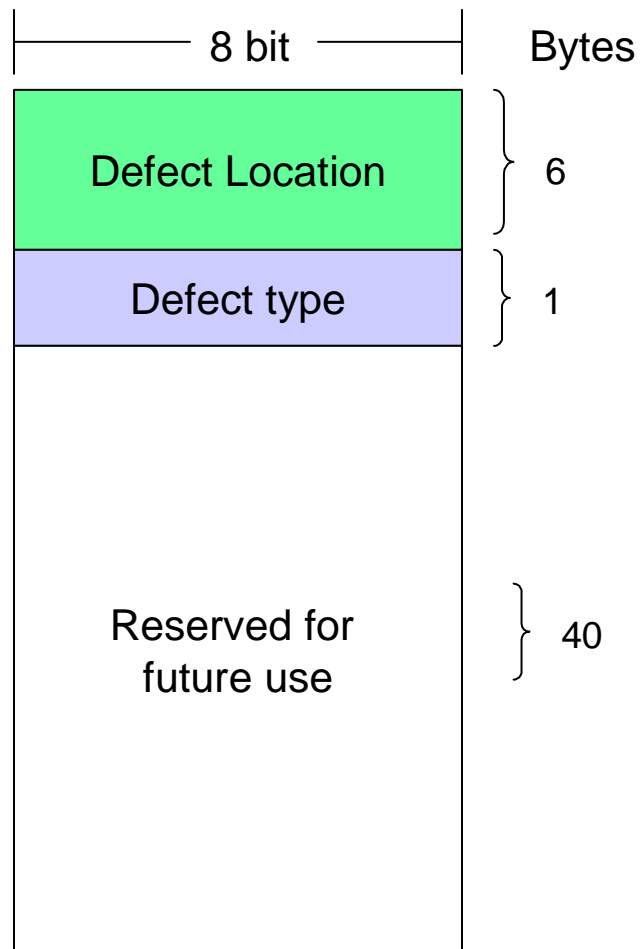 8 bit Bytes
Defect Location 6
Defect type 1
Reserved for 40
future use